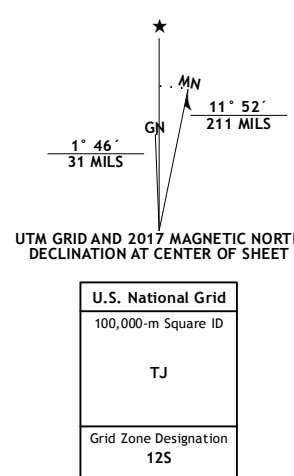 ★
MN
GN
11° 52´
211 MILS
1° 46´
31 MILS
UTM GRID AND 2017 MAGNETIC NORTH
DECLINATION AT CENTER OF SHEET
U.S. National Grid
100,000-m Square ID
TJ
Grid Zone Designation
12S